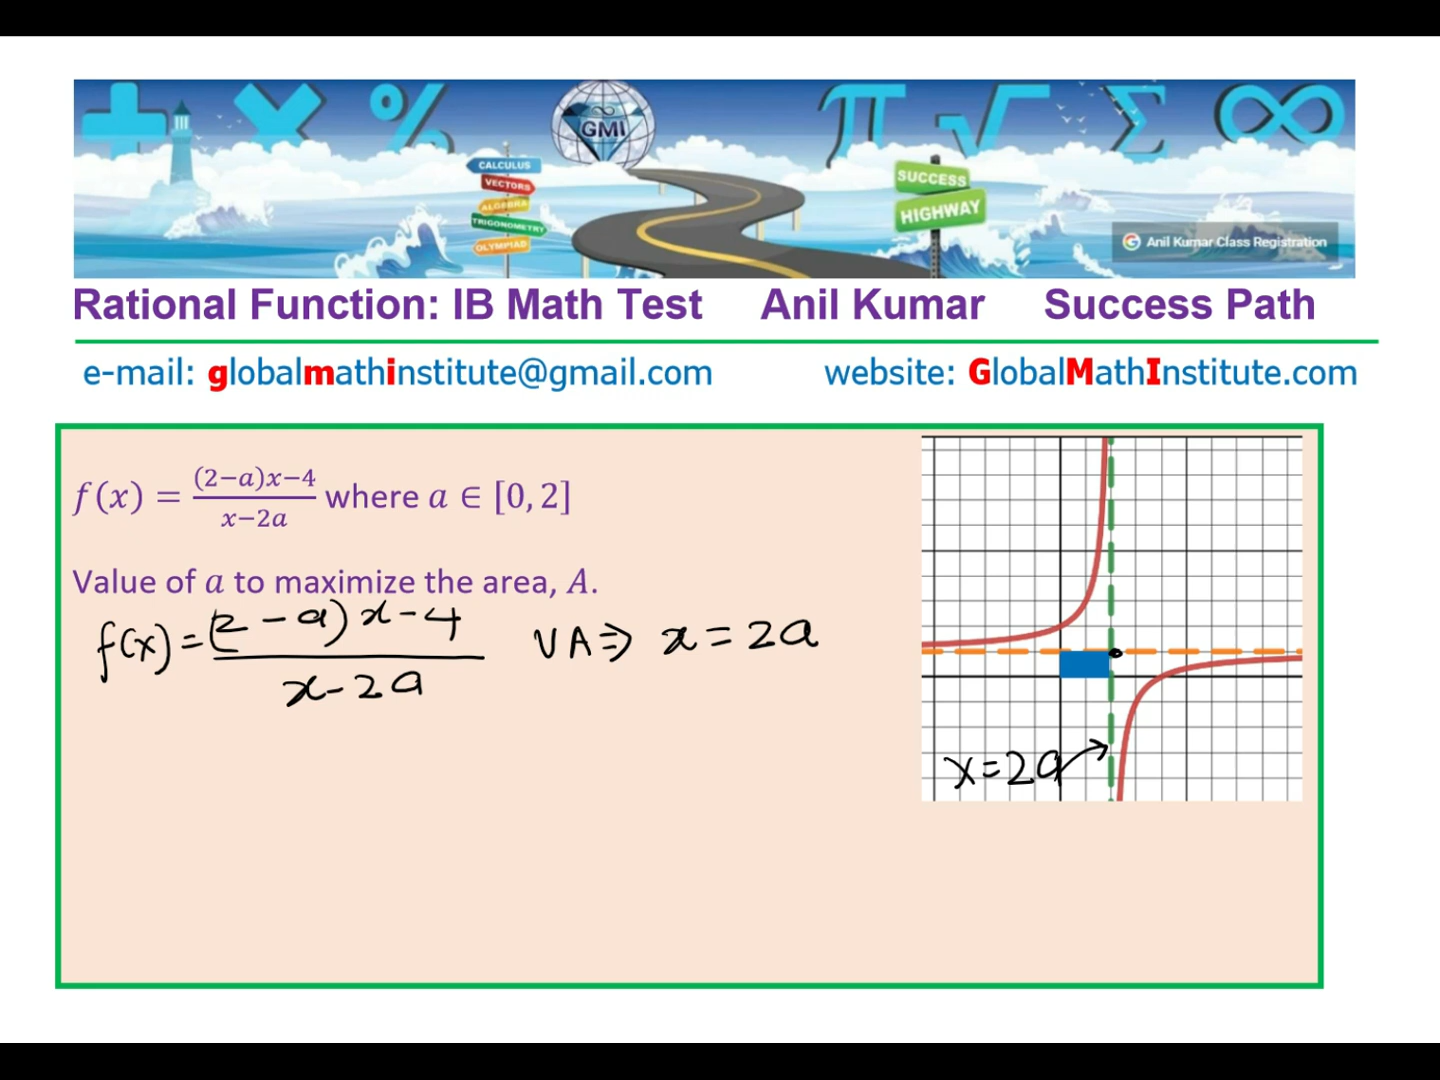 GMI
CALCULUS
VECTORS
ALGEBRA
TRIGONOMETRY
OLYMPIAD
SUCCESS
HIGHWAY
Anil Kumar Class Registration
Rational Function: IB Math Test Anil Kumar Success Path
e-mail: globalmathinstitute@gmail.com website: GlobalMathInstitute.com
f(x) = (2−a)x−4 / x−2a where a ∈ [0, 2]
Value of a to maximize the area, A.
f(x) = (2 - a) x - 4 / x - 2a VA ⇒ x = 2a
x = 2a